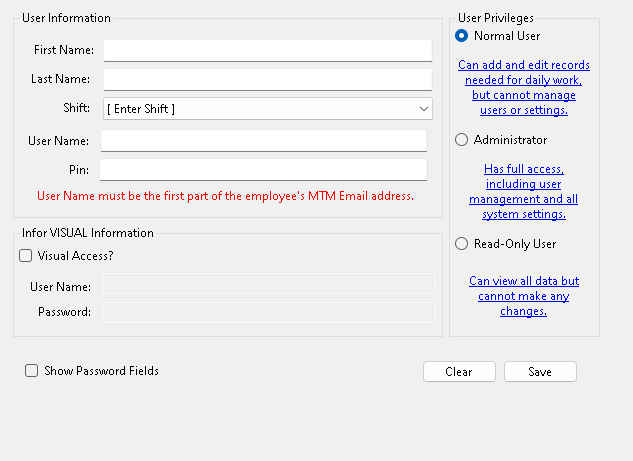 User Information
First Name:
Last Name:
Shift: [ Enter Shift ]
User Name:
Pin:
User Name must be the first part of the employee's MTM Email address.
Infor VISUAL Information
Visual Access?
User Name:
Password:
Show Password Fields
Clear
Save
User Privileges
Normal User
Can add and edit records
needed for daily work,
but cannot manage
users or settings.
Administrator
Has full access,
including user
management and all
system settings.
Read-Only User
Can view all data but
cannot make any
changes.